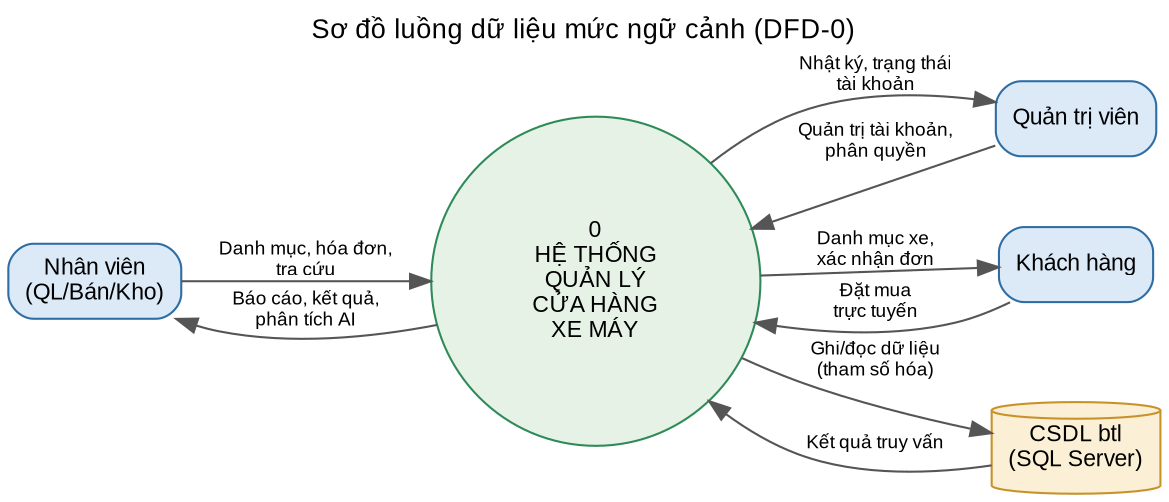 Sơ đồ luồng dữ liệu mức ngữ cảnh (DFD-0)
Nhật ký, trạng thái
tài khoản
Quản trị viên
Quản trị tài khoản,
phân quyền
0
HỆ THỐNG
QUẢN LÝ
CỬA HÀNG
XE MÁY
Nhân viên
(QL/Bán/Kho)
Danh mục, hóa đơn,
tra cứu
Báo cáo, kết quả,
phân tích AI
Danh mục xe,
xác nhận đơn
Khách hàng
Đặt mua
trực tuyến
Ghi/đọc dữ liệu
(tham số hóa)
Kết quả truy vấn
CSDL btl
(SQL Server)